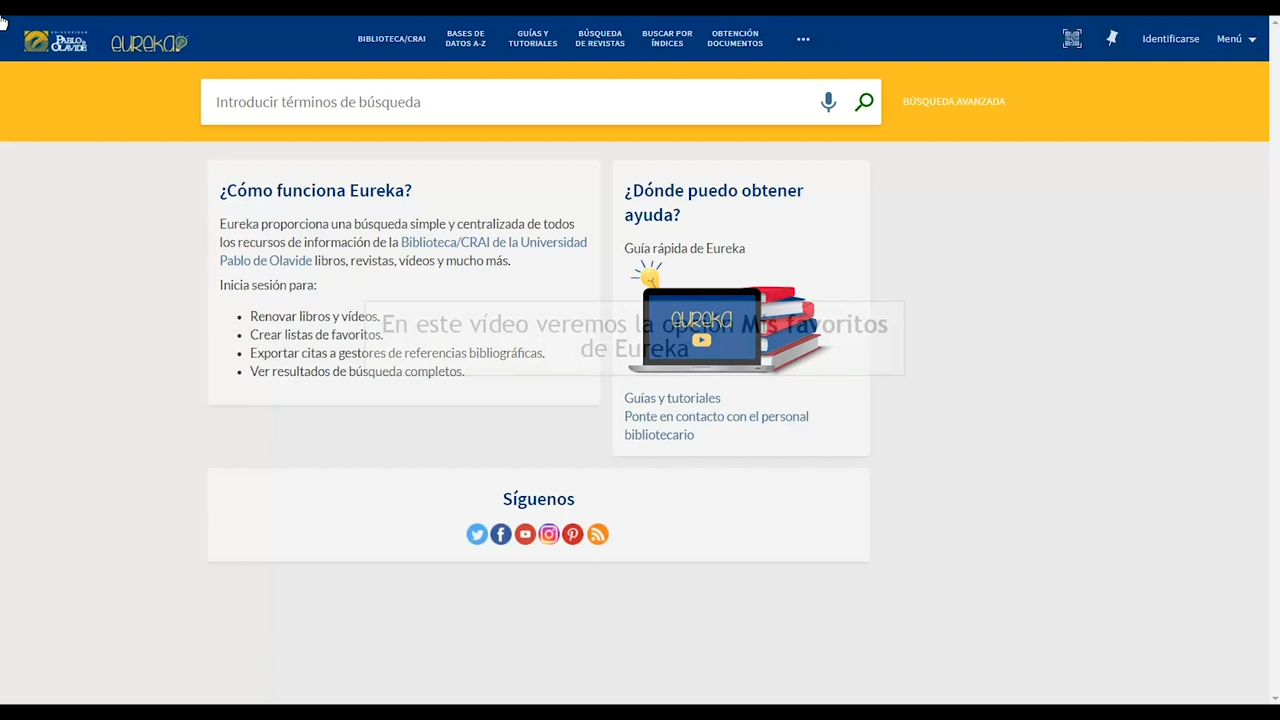 UNIVERSIDAD
PABLO DE
OLAVIDE
eureka
BIBLIOTECA/CRAI
BASES DE
DATOS A-Z
GUÍAS Y
TUTORIALES
BÚSQUEDA
DE REVISTAS
BUSCAR POR
ÍNDICES
OBTENCIÓN
DOCUMENTOS
Identificarse
Menú
Introducir términos de búsqueda
BÚSQUEDA AVANZADA
¿Cómo funciona Eureka?
Eureka proporciona una búsqueda simple y centralizada de todos
los recursos de información de la Biblioteca/CRAI de la Universidad
Pablo de Olavide libros, revistas, vídeos y mucho más.
Inicia sesión para:
• Renovar libros y vídeos.
• Crear listas de favoritos.
• Exportar citas a gestores de referencias bibliográficas.
• Ver resultados de búsqueda completos.
¿Dónde puedo obtener
ayuda?
Guía rápida de Eureka
eureka
En este vídeo veremos la opción Mis favoritos
de Eureka
Guías y tutoriales
Ponte en contacto con el personal
bibliotecario
Síguenos